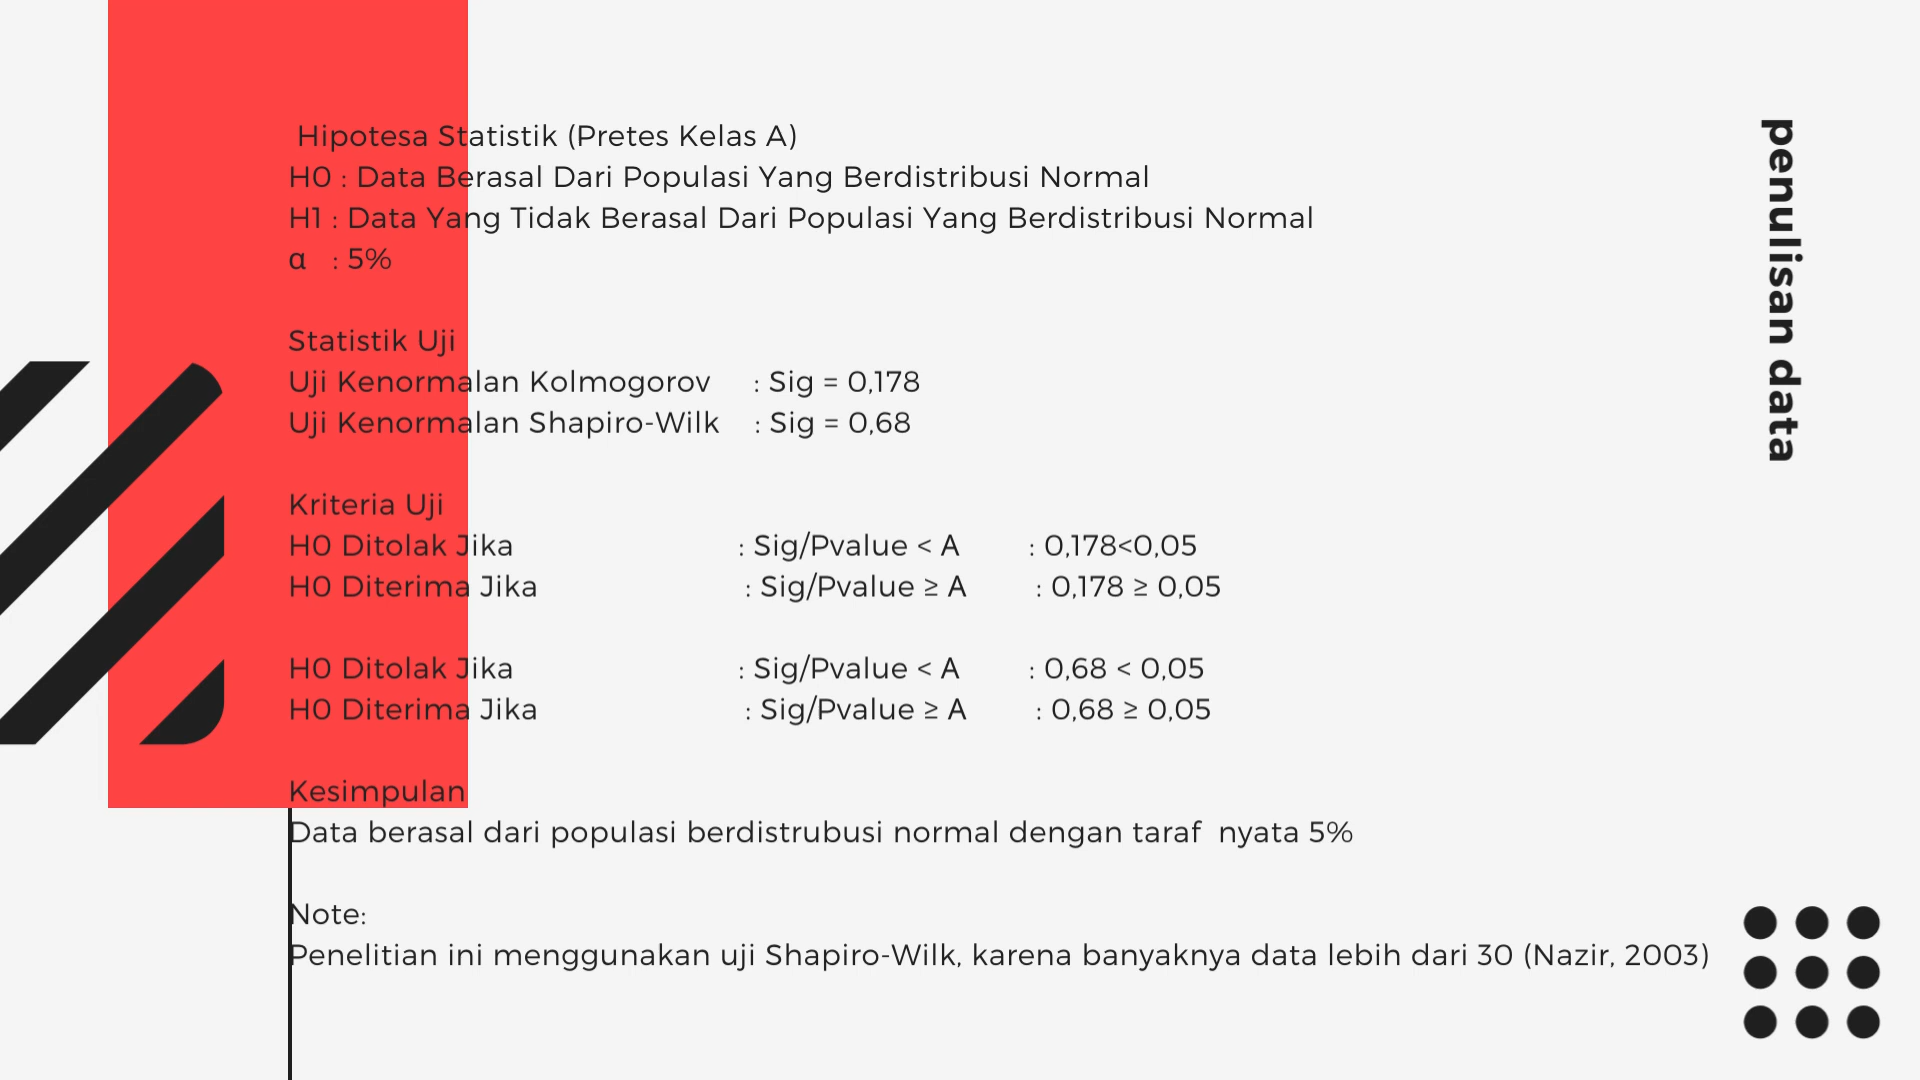 Hipotesa Statistik (Pretes Kelas A)
H0 : Data Berasal Dari Populasi Yang Berdistribusi Normal
H1 : Data Yang Tidak Berasal Dari Populasi Yang Berdistribusi Normal
α : 5%
Statistik Uji
Uji Kenormalan Kolmogorov : Sig = 0,178
Uji Kenormalan Shapiro-Wilk : Sig = 0,68
Kriteria Uji
H0 Ditolak Jika : Sig/Pvalue < Α : 0,178<0,05
H0 Diterima Jika : Sig/Pvalue ≥ Α : 0,178 ≥ 0,05
H0 Ditolak Jika : Sig/Pvalue < Α : 0,68 < 0,05
H0 Diterima Jika : Sig/Pvalue ≥ Α : 0,68 ≥ 0,05
Kesimpulan
Data berasal dari populasi berdistrubusi normal dengan taraf nyata 5%
Note:
Penelitian ini menggunakan uji Shapiro-Wilk, karena banyaknya data lebih dari 30 (Nazir, 2003)
penulisan data